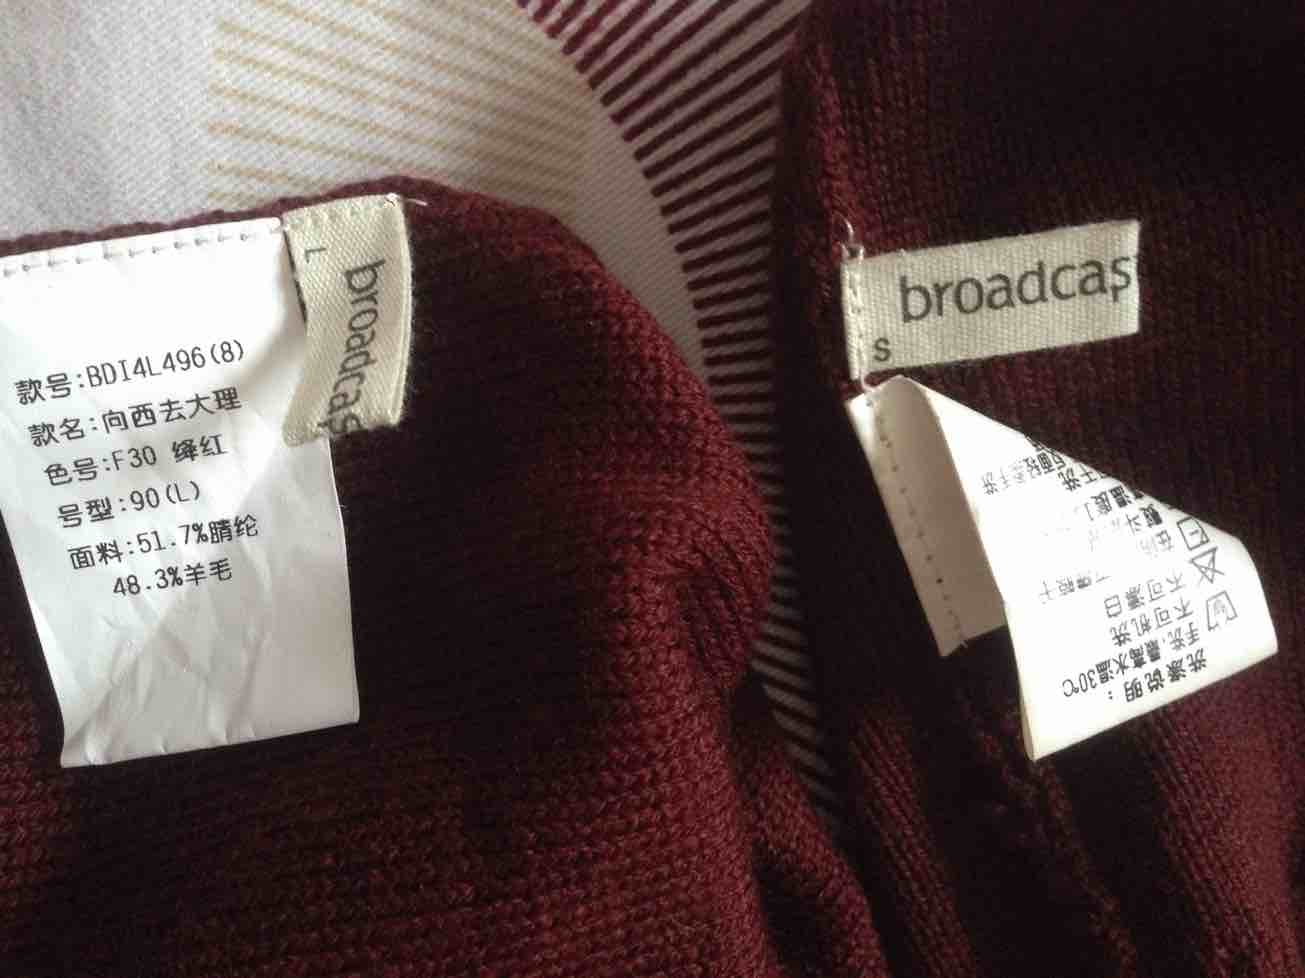 款号:BDI4L496(8)
款名:向西去大理
色号:F30 绛红
号型:90(L)
面料:51.7%腈纶
48.3%羊毛
L
broadcas
broadcas
S
洗涤说明:
手洗,最高水温30℃
不可机洗
不可漂白